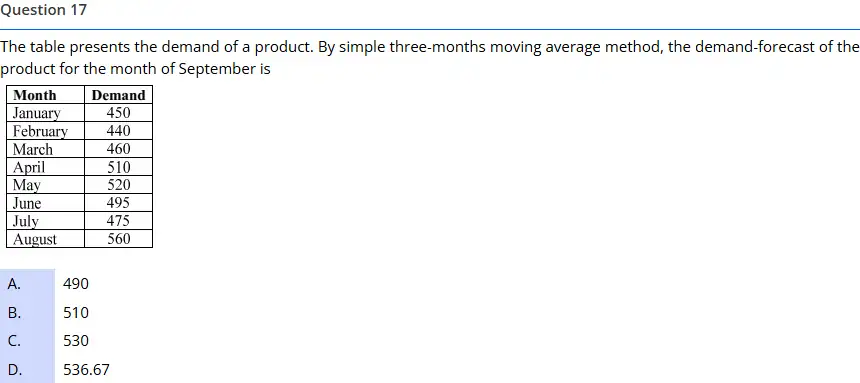 Question 17
The table presents the demand of a product. By simple three-months moving average method, the demand-forecast of the
product for the month of September is
Month Demand
January 450
February 440
March 460
April 510
May 520
June 495
July 475
August 560
A. 490
B. 510
C. 530
D. 536.67